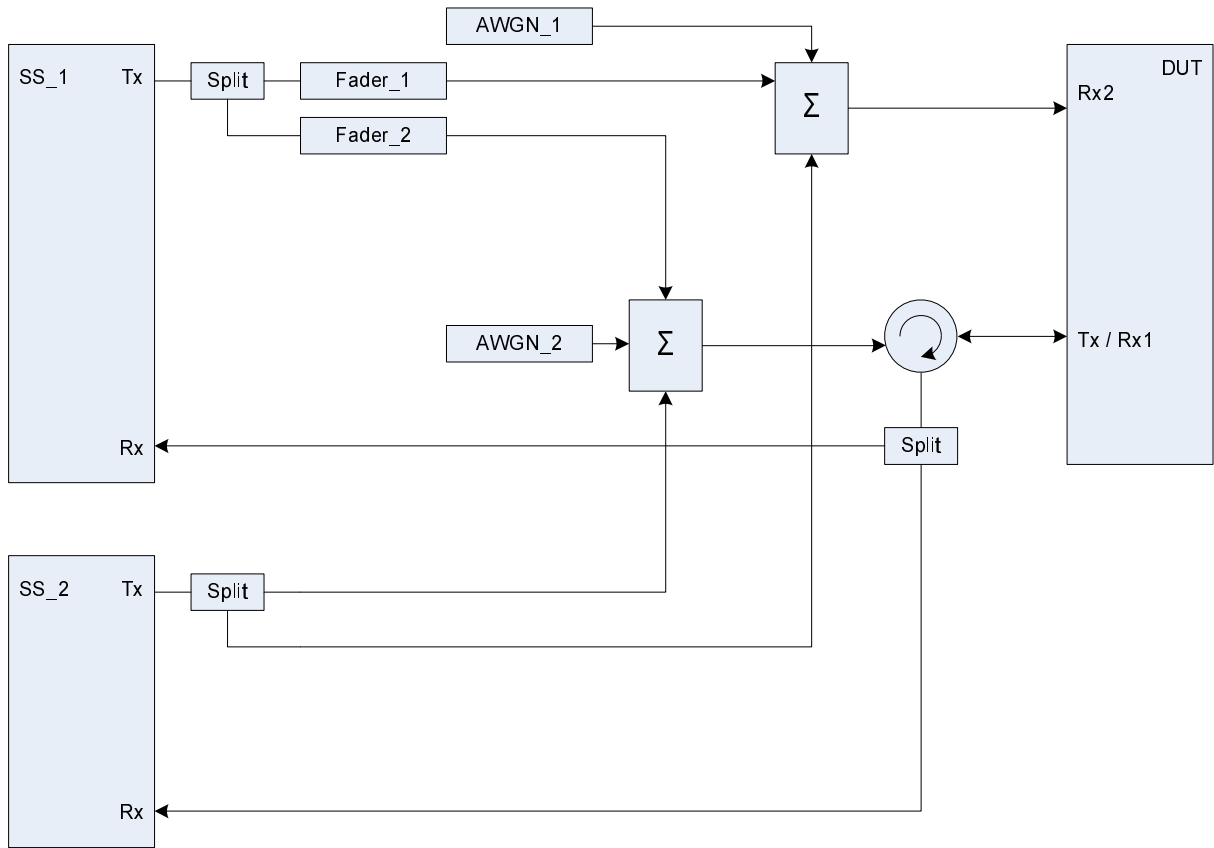 AWGN_1
SS_1
Tx
Split
Fader_1
Σ
DUT
Rx2
Fader_2
AWGN_2
Σ
Tx / Rx1
Rx
Split
SS_2
Tx
Split
Rx